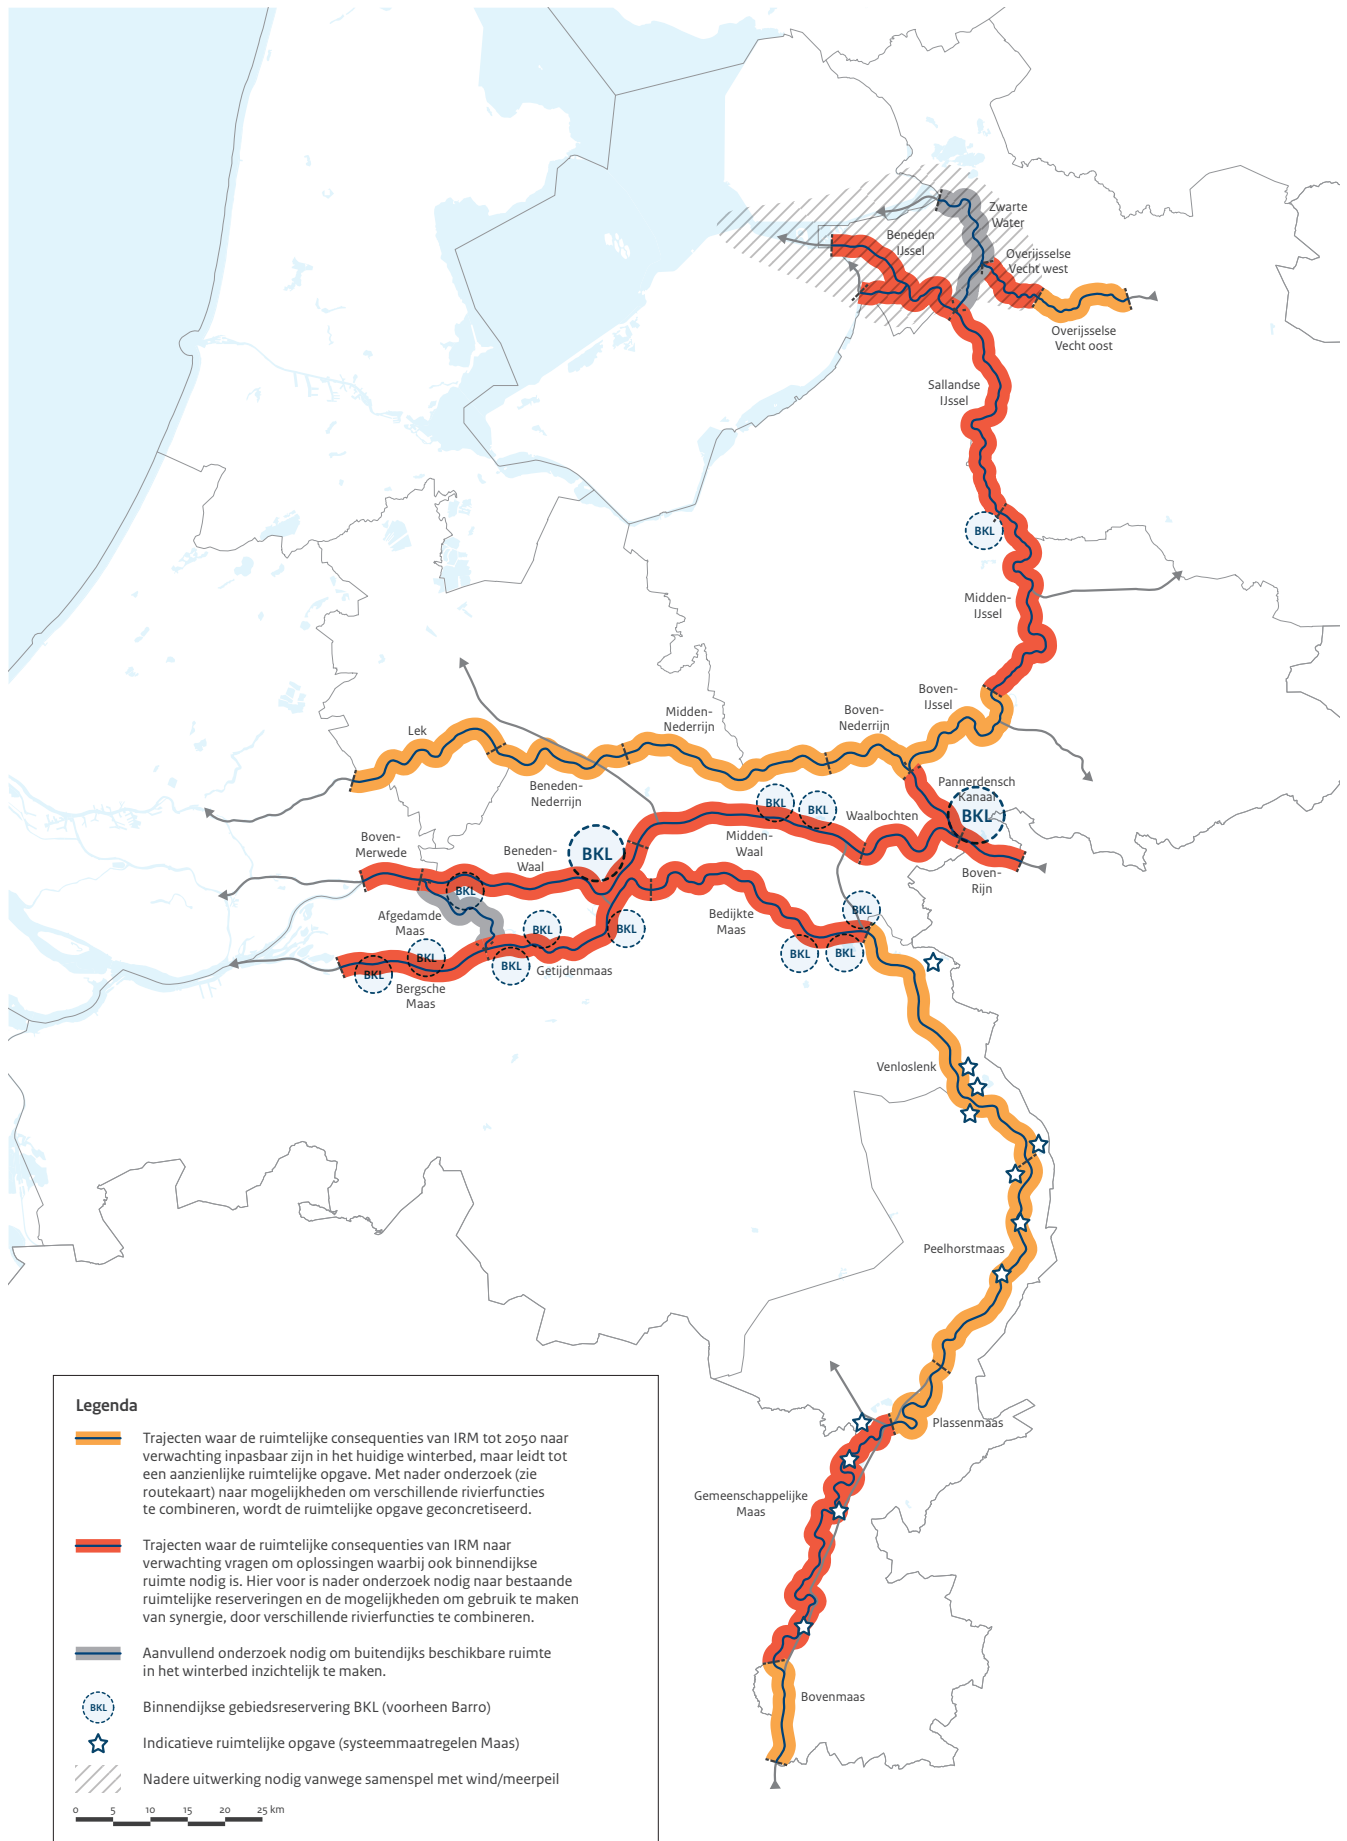 Zwarte
Water
Beneden
IJssel
Overijsselse
Vecht west
Overijsselse
Vecht oost
Sallandse
IJssel
BKL
Midden-
IJssel
Boven-
IJssel
Boven-
Nederrijn
Midden-
Nederrijn
Lek
Beneden-
Nederrijn
Pannerdensch
Kanaal
BKL
BKL
BKL
Waalbochten
Midden-
Waal
Boven-
Rijn
Boven-
Merwede
Beneden-
Waal
BKL
BKL
Afgedamde
Maas
BKL
BKL
BKL
BKL
BKL
Getijdenmaas
Bergsche
Maas
Bedijkte
Maas
BKL
BKL
BKL
Venloslenk
Peelhorstmaas
Plassenmaas
Gemeenschappelijke
Maas
Bovenmaas
Legenda
Trajecten waar de ruimtelijke consequenties van IRM tot 2050 naar
verwachting inpasbaar zijn in het huidige winterbed, maar leidt tot
een aanzienlijke ruimtelijke opgave. Met nader onderzoek (zie
routekaart) naar mogelijkheden om verschillende rivierfuncties
te combineren, wordt de ruimtelijke opgave geconcretiseerd.
Trajecten waar de ruimtelijke consequenties van IRM naar
verwachting vragen om oplossingen waarbij ook binnendijkse
ruimte nodig is. Hier voor is nader onderzoek nodig naar bestaande
ruimtelijke reserveringen en de mogelijkheden om gebruik te maken
van synergie, door verschillende rivierfuncties te combineren.
Aanvullend onderzoek nodig om buitendijks beschikbare ruimte
in het winterbed inzichtelijk te maken.
BKL
Binnendijkse gebiedsreservering BKL (voorheen Barro)
Indicatieve ruimtelijke opgave (systeemmaatregelen Maas)
Nadere uitwerking nodig vanwege samenspel met wind/meerpeil
0 5 10 15 20 25 km